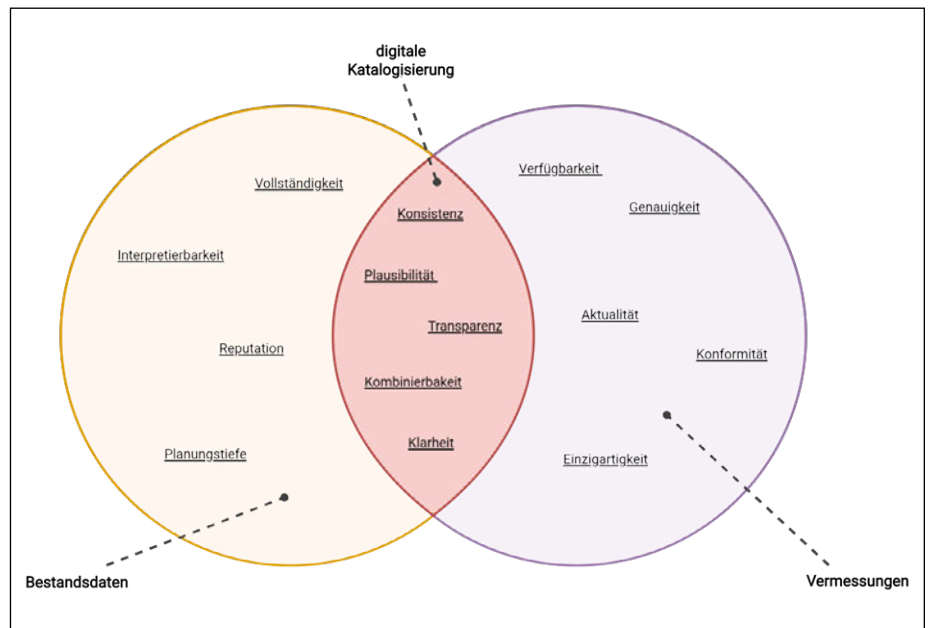 digitale
Katalogisierung
Verfügbarkeit
Vollständigkeit
Genauigkeit
Konsistenz
Interpretierbarkeit
Plausibilität
Aktualität
Transparenz
Reputation
Konformität
Kombinierbakeit
Klarheit
Planungstiefe
Einzigartigkeit
Bestandsdaten
Vermessungen